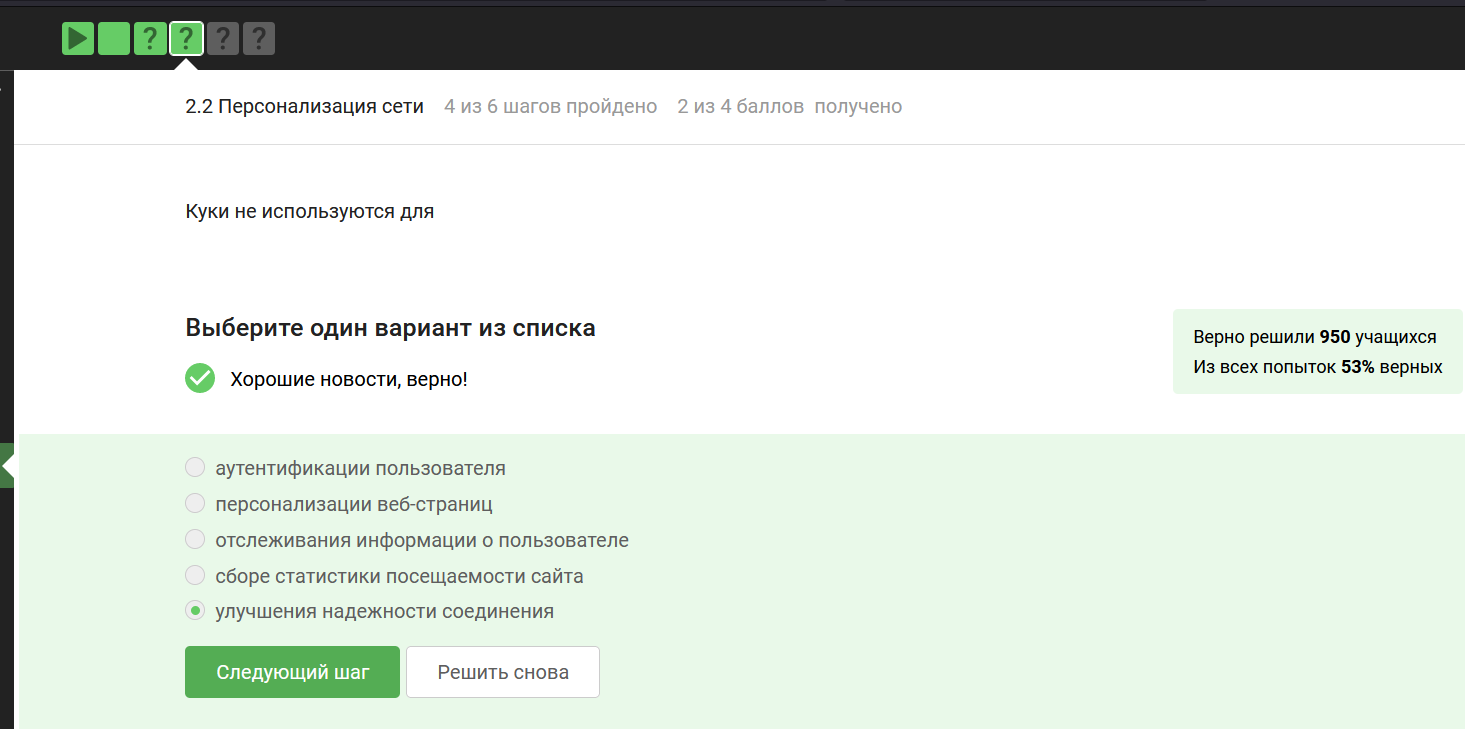 ? ? ? ?
2.2 Персонализация сети 4 из 6 шагов пройдено 2 из 4 баллов получено
Куки не используются для
Выберите один вариант из списка
Хорошие новости, верно!
Верно решили 950 учащихся
Из всех попыток 53% верных
аутентификации пользователя
персонализации веб-страниц
отслеживания информации о пользователе
сборе статистики посещаемости сайта
улучшения надежности соединения
Следующий шаг Решить снова